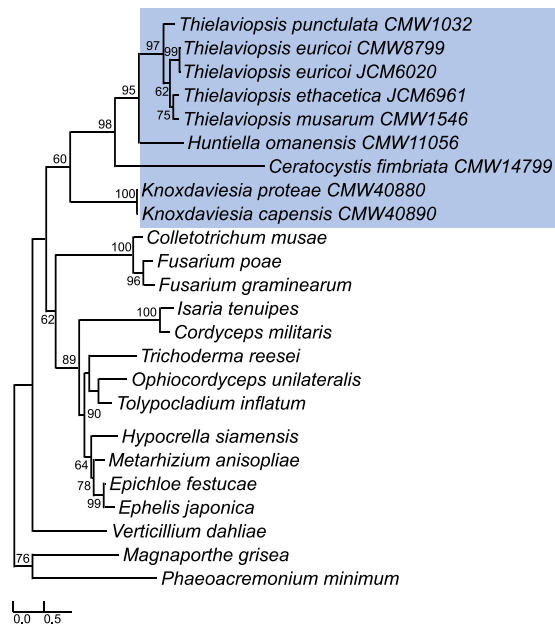 Thielaviopsis punctulata CMW1032
97
Thielaviopsis euricoi CMW8799
99
Thielaviopsis euricoi JCM6020
62
95
Thielaviopsis ethacetica JCM6961
75
Thielaviopsis musarum CMW1546
98
Huntiella omanensis CMW11056
60
Ceratocystis fimbriata CMW14799
100
Knoxdaviesia proteae CMW40880
Knoxdaviesia capensis CMW40890
Colletotrichum musae
100
Fusarium poae
96
Fusarium graminearum
62
Isaria tenuipes
100
Cordyceps militaris
89
Trichoderma reesei
Ophiocordyceps unilateralis
Tolypocladium inflatum
90
Hypocrella siamensis
64
Metarhizium anisopliae
78
Epichloe festucae
99
Ephelis japonica
Verticillium dahliae
76
Magnaporthe grisea
Phaeoacremonium minimum
0,0 0,5